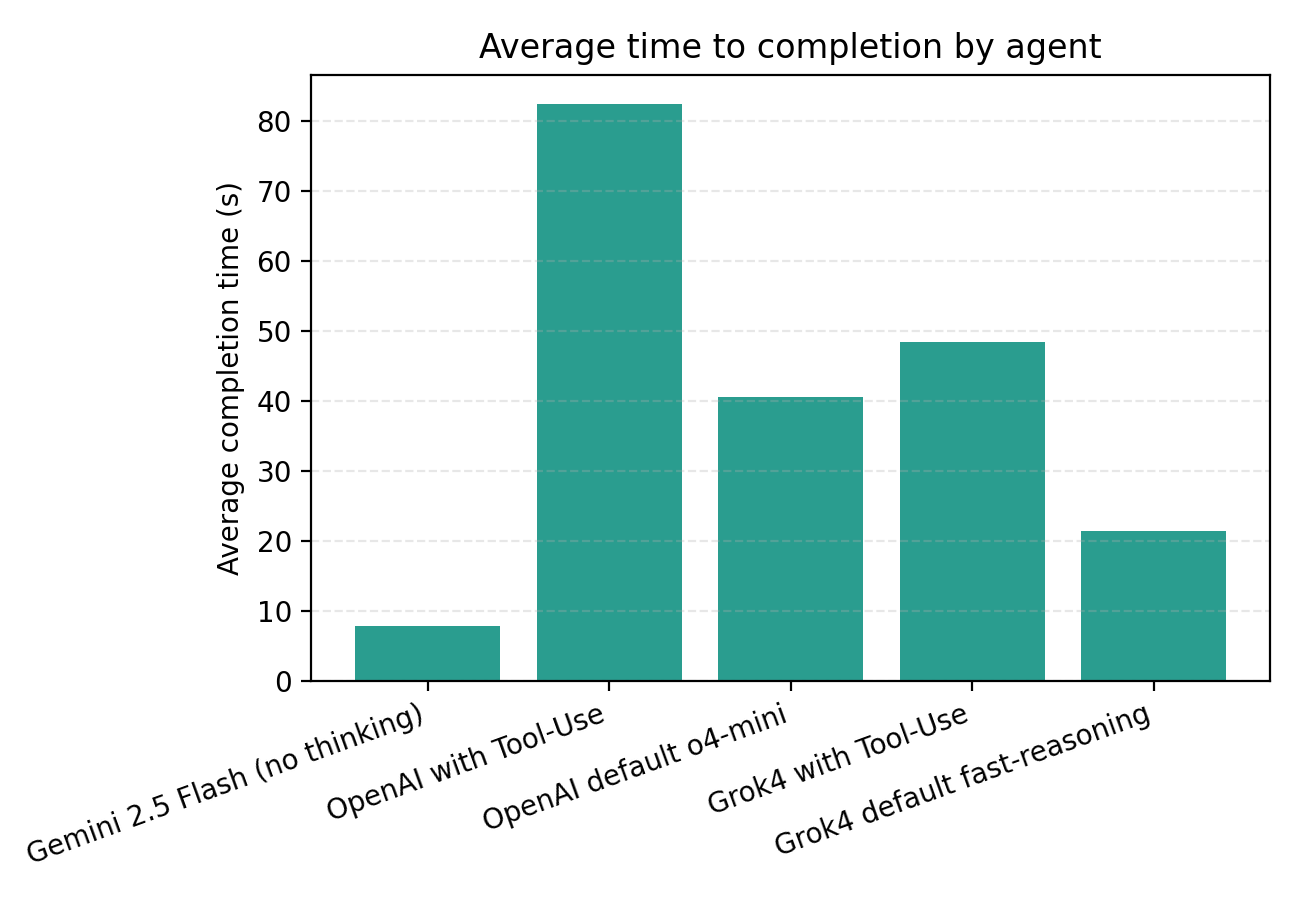 Average time to completion by agent
Average completion time (s)
80
70
60
50
40
30
20
10
0
Gemini 2.5 Flash (no thinking)
OpenAI with Tool-Use
OpenAI default o4-mini
Grok4 with Tool-Use
Grok4 default fast-reasoning